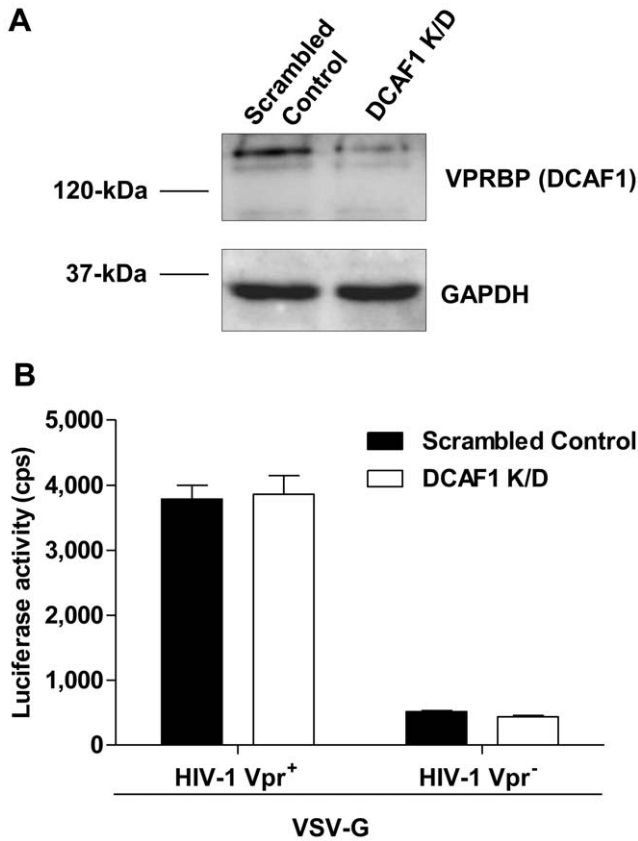 A
Scrambled
Control
DCAF1 K/D
120-kDa
VPRBP (DCAF1)
37-kDa
GAPDH
B
Luciferase activity (cps)
5,000
4,000
3,000
2,000
1,000
0
Scrambled Control
DCAF1 K/D
HIV-1 Vpr+
HIV-1 Vpr-
VSV-G